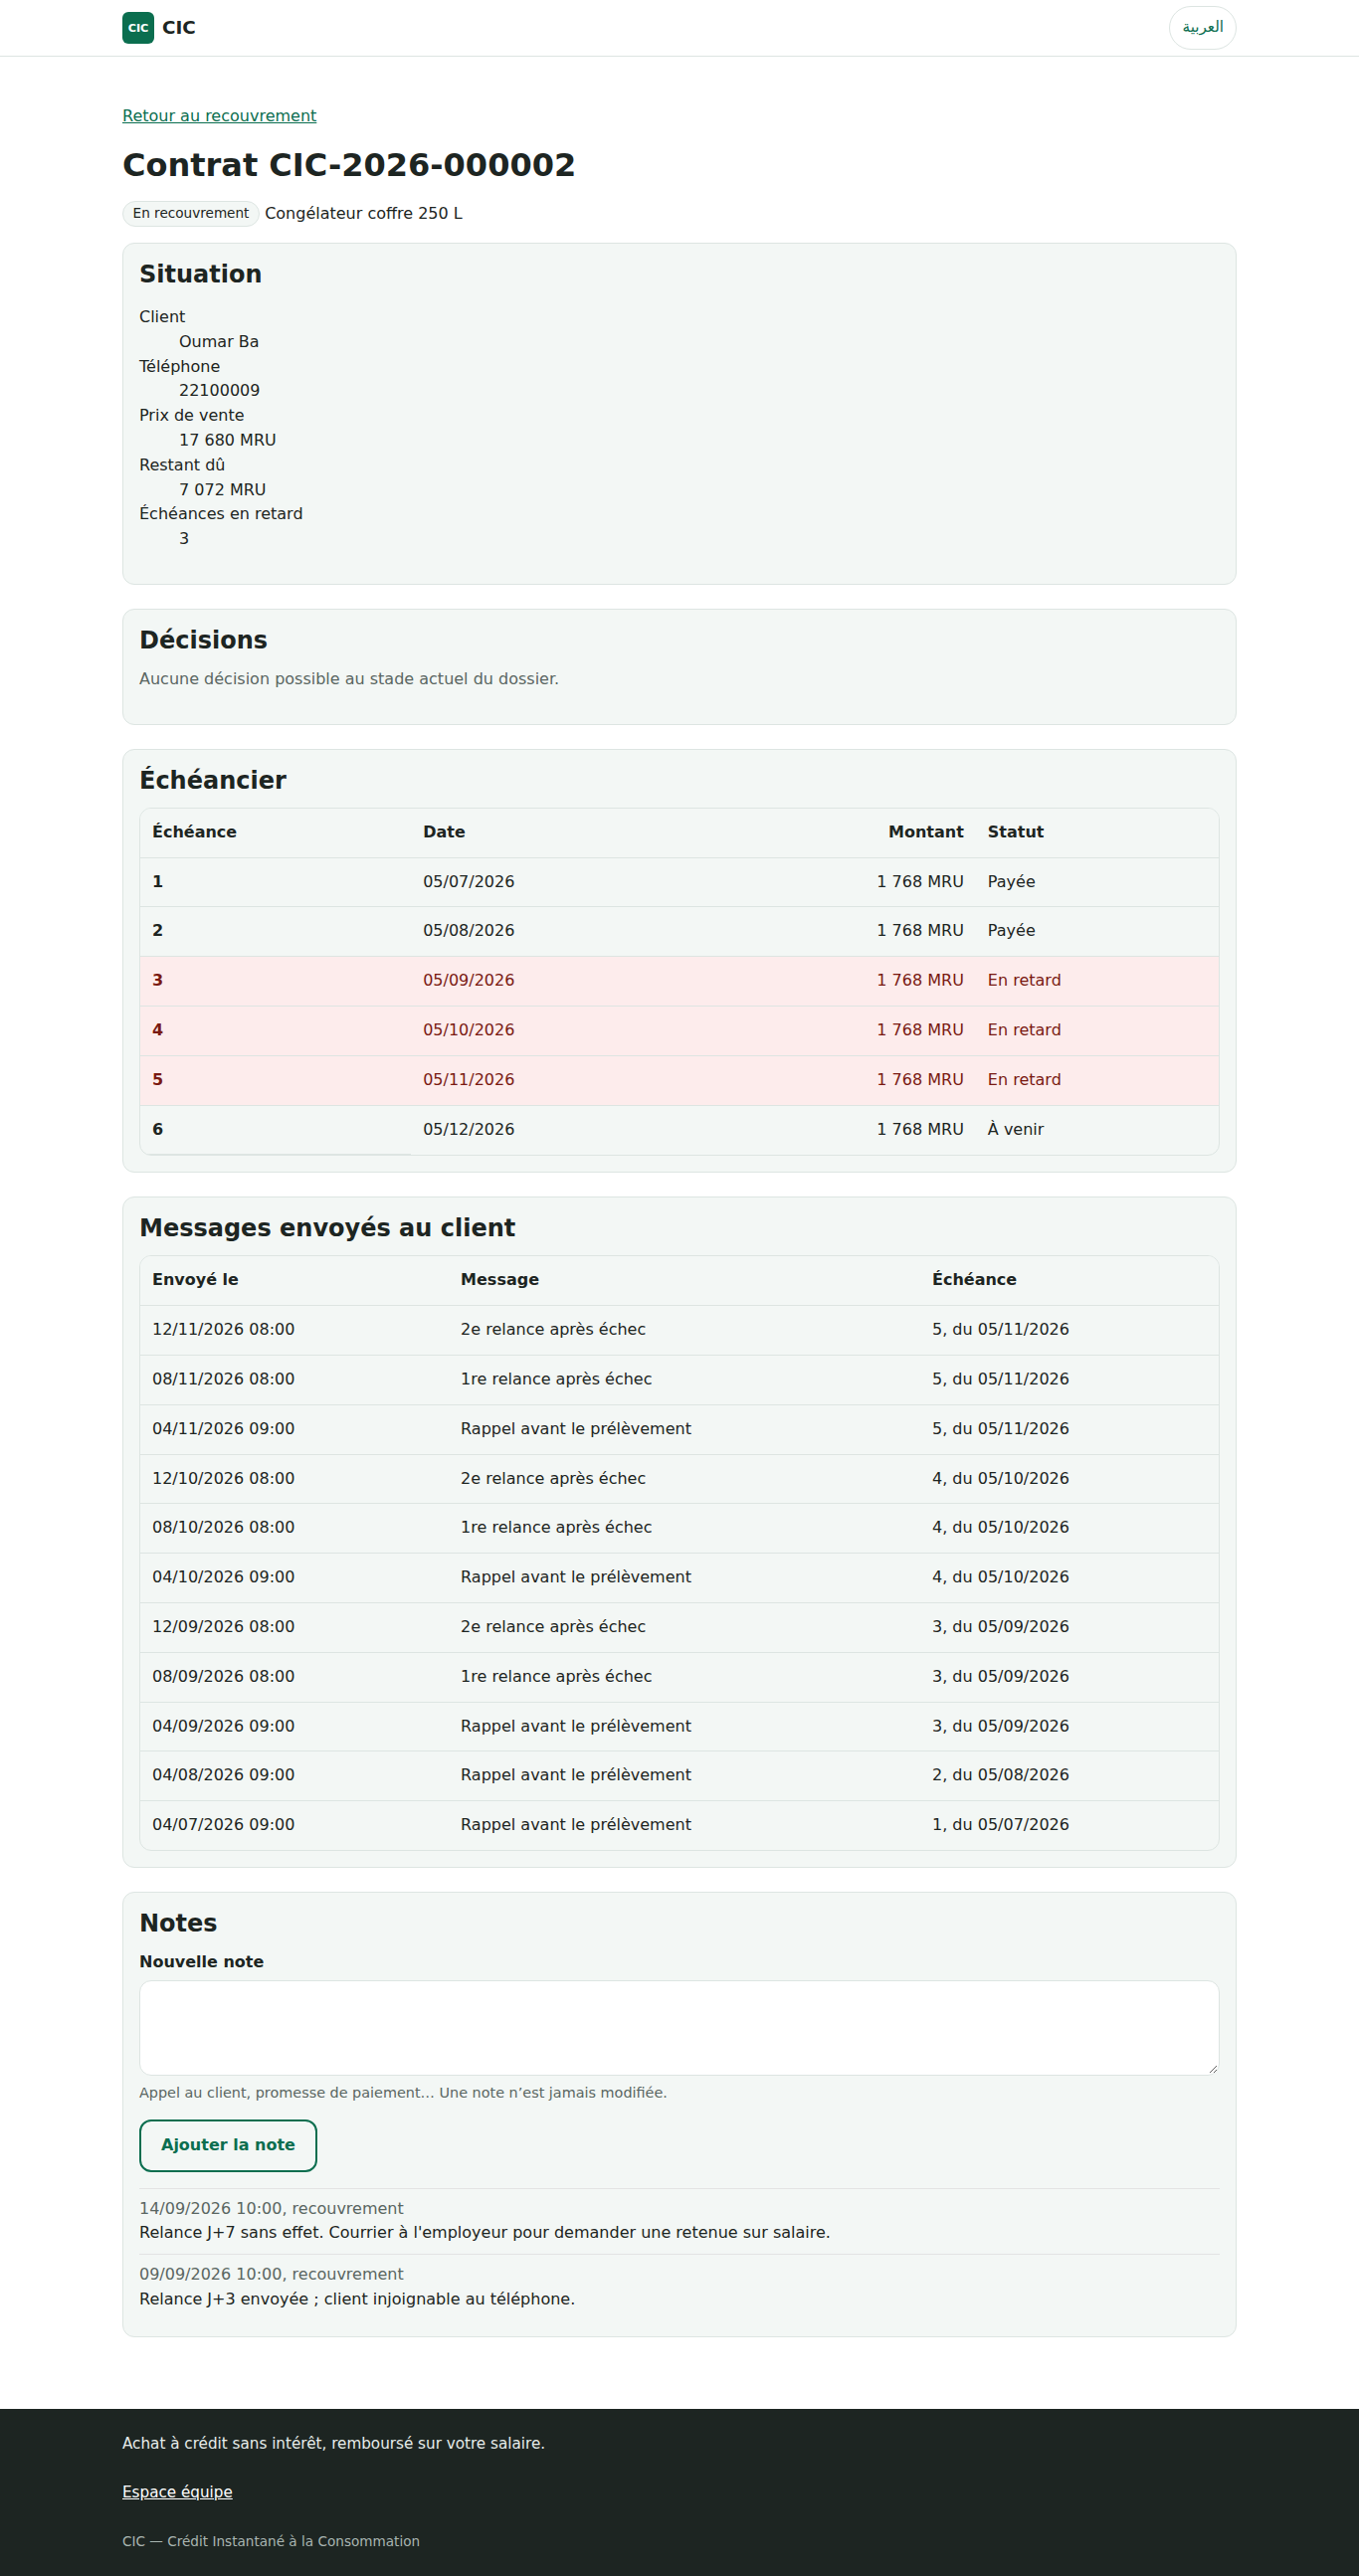 CIC CIC العربية
Retour au recouvrement
Contrat CIC-2026-000002
En recouvrement Congélateur coffre 250 L
Situation
Client
Oumar Ba
Téléphone
22100009
Prix de vente
17 680 MRU
Restant dû
7 072 MRU
Échéances en retard
3
Décisions
Aucune décision possible au stade actuel du dossier.
Échéancier
Échéance Date Montant Statut
1 05/07/2026 1 768 MRU Payée
2 05/08/2026 1 768 MRU Payée
3 05/09/2026 1 768 MRU En retard
4 05/10/2026 1 768 MRU En retard
5 05/11/2026 1 768 MRU En retard
6 05/12/2026 1 768 MRU À venir
Messages envoyés au client
Envoyé le Message Échéance
12/11/2026 08:00 2e relance après échec 5, du 05/11/2026
08/11/2026 08:00 1re relance après échec 5, du 05/11/2026
04/11/2026 09:00 Rappel avant le prélèvement 5, du 05/11/2026
12/10/2026 08:00 2e relance après échec 4, du 05/10/2026
08/10/2026 08:00 1re relance après échec 4, du 05/10/2026
04/10/2026 09:00 Rappel avant le prélèvement 4, du 05/10/2026
12/09/2026 08:00 2e relance après échec 3, du 05/09/2026
08/09/2026 08:00 1re relance après échec 3, du 05/09/2026
04/09/2026 09:00 Rappel avant le prélèvement 3, du 05/09/2026
04/08/2026 09:00 Rappel avant le prélèvement 2, du 05/08/2026
04/07/2026 09:00 Rappel avant le prélèvement 1, du 05/07/2026
Notes
Nouvelle note
Appel au client, promesse de paiement… Une note n’est jamais modifiée.
Ajouter la note
14/09/2026 10:00, recouvrement
Relance J+7 sans effet. Courrier à l'employeur pour demander une retenue sur salaire.
09/09/2026 10:00, recouvrement
Relance J+3 envoyée ; client injoignable au téléphone.
Achat à crédit sans intérêt, remboursé sur votre salaire.
Espace équipe
CIC — Crédit Instantané à la Consommation